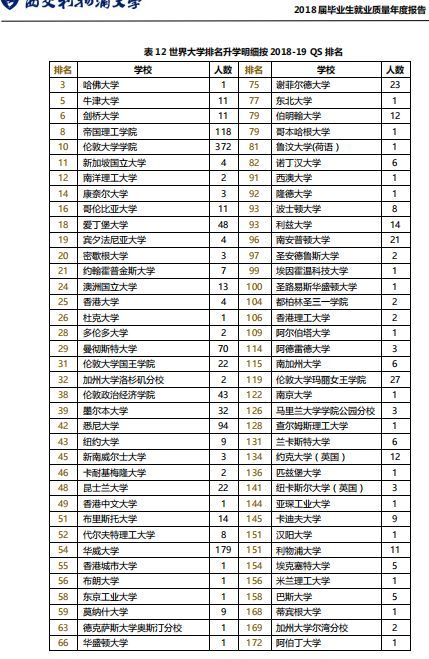 西交利物浦大学
2018 届毕业生就业质量年度报告
表 12 世界大学排名升学明细按 2018-19 QS 排名
排名 学校 人数 排名 学校 人数
3 哈佛大学 1 75 谢菲尔德大学 23
5 牛津大学 11 77 东北大学 1
6 剑桥大学 11 79 伯明翰大学 12
8 帝国理工学院 118 79 哥本哈根大学 1
10 伦敦大学学院 372 81 鲁汶大学(荷语) 1
11 新加坡国立大学 4 82 诺丁汉大学 6
12 南洋理工大学 2 91 西澳大学 1
14 康奈尔大学 3 92 隆德大学 1
16 哥伦比亚大学 11 93 波士顿大学 8
18 爱丁堡大学 48 93 利兹大学 14
19 宾夕法尼亚大学 4 96 南安普顿大学 21
20 密歇根大学 3 97 圣安德鲁斯大学 2
21 约翰霍普金斯大学 7 99 埃因霍温科技大学 1
24 澳洲国立大学 13 100 圣路易斯华盛顿大学 1
25 香港大学 4 104 都柏林圣三一学院 2
26 杜克大学 1 106 香港理工大学 2
28 多伦多大学 2 109 阿尔伯塔大学 1
29 曼彻斯特大学 70 114 阿德雷德大学 3
31 伦敦大学国王学院 22 115 南加州大学 6
32 加州大学洛杉矶分校 2 119 伦敦大学玛丽女王学院 27
38 伦敦政治经济学院 43 122 南京大学 1
39 墨尔本大学 32 126 马里兰大学学院公园分校 3
42 悉尼大学 94 128 查尔姆斯理工大学 1
43 纽约大学 9 131 兰卡斯特大学 6
45 新南威尔士大学 3 134 约克大学(英国) 12
46 卡耐基梅隆大学 2 136 匹兹堡大学 1
48 昆士兰大学 22 141 纽卡斯尔大学(英国) 3
49 香港中文大学 1 144 亚琛工业大学 1
51 布里斯托大学 14 145 卡迪夫大学 9
52 代尔夫特理工大学 8 151 汉阳大学 1
54 华威大学 179 151 利物浦大学 11
55 香港城市大学 1 154 埃克塞特大学 5
56 布朗大学 1 156 米兰理工大学 1
58 东京工业大学 1 158 巴斯大学 5
59 莫纳什大学 9 168 蒂宾根大学 1
63 德克萨斯大学奥斯汀分校 1 169 加州大学尔湾分校 2
66 华盛顿大学 1 172 阿伯丁大学 1